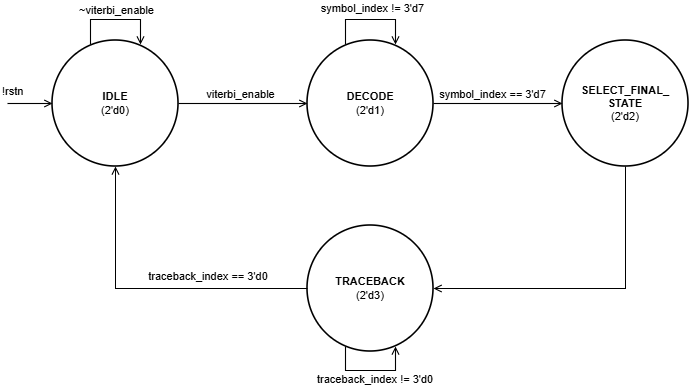 ~viterbi_enable
symbol_index != 3'd7
!rstn
IDLE
(2'd0)
viterbi_enable
DECODE
(2'd1)
symbol_index == 3'd7
SELECT_FINAL_
STATE
(2'd2)
traceback_index == 3'd0
TRACEBACK
(2'd3)
traceback_index != 3'd0